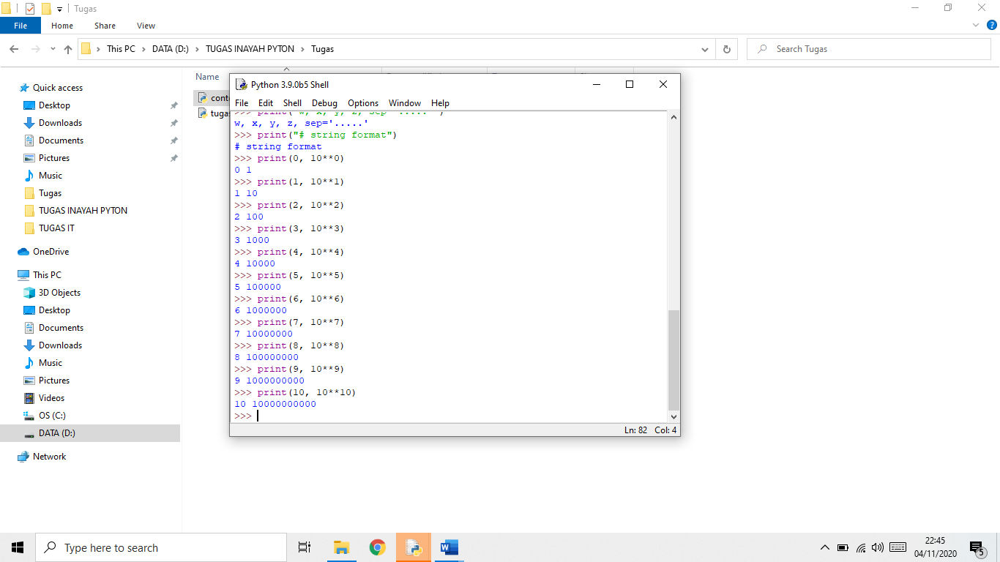 Tugas
File Home Share View
This PC DATA (D:) TUGAS INAYAH PYTON Tugas
Search Tugas
Quick access
Desktop
Downloads
Documents
Pictures
Music
Tugas
TUGAS INAYAH PYTON
TUGAS IT
OneDrive
This PC
3D Objects
Desktop
Documents
Downloads
Music
Pictures
Videos
OS (C:)
DATA (D:)
Network
Name
Python 3.9.0b5 Shell
File Edit Shell Debug Options Window Help
w, x, y, z, sep='.....'
>>> print("# string format")
# string format
>>> print(0, 10**0)
0 1
>>> print(1, 10**1)
1 10
>>> print(2, 10**2)
2 100
>>> print(3, 10**3)
3 1000
>>> print(4, 10**4)
4 10000
>>> print(5, 10**5)
5 100000
>>> print(6, 10**6)
6 1000000
>>> print(7, 10**7)
7 10000000
>>> print(8, 10**8)
8 100000000
>>> print(9, 10**9)
9 1000000000
>>> print(10, 10**10)
10 10000000000
>>>
Ln: 82 Col: 4
Type here to search
22:45
04/11/2020
5